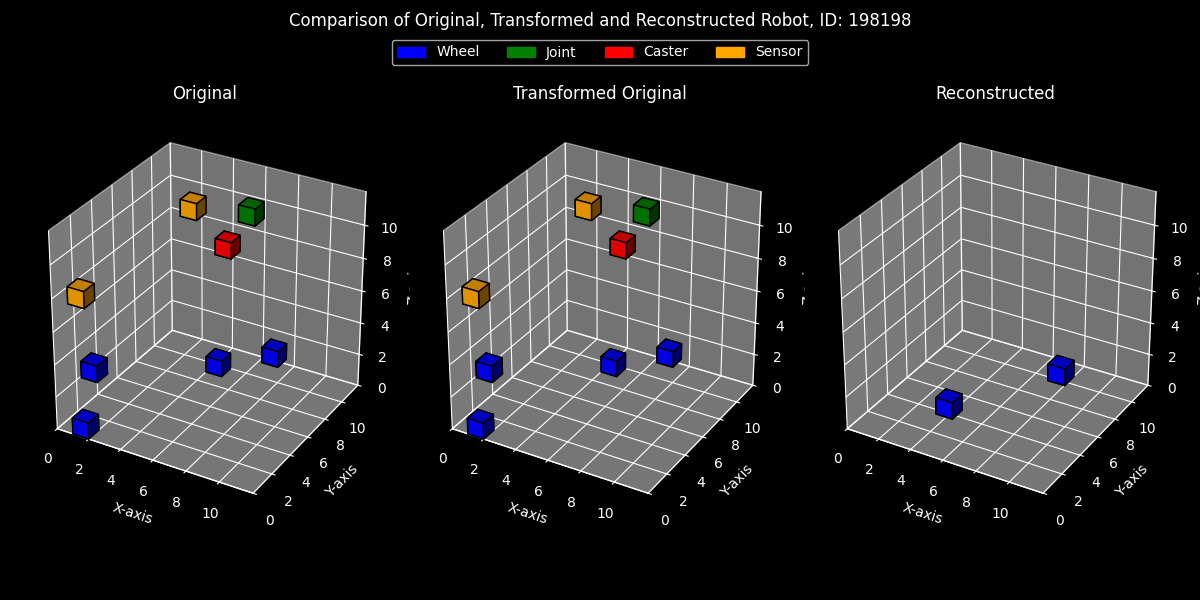 Comparison of Original, Transformed and Reconstructed Robot, ID: 198198
Wheel Joint Caster Sensor
Original Transformed Original Reconstructed
10 10 10
8 8 8
6 6 6
4 4 4
2 2 2
0 0 0
10 10 10
8 8 8
6 6 6
4 4 4
2 2 2
0 0 0
0 2 4 6 8 10 0 2 4 6 8 10 0 2 4 6 8 10
X-axis Y-axis X-axis Y-axis X-axis Y-axis